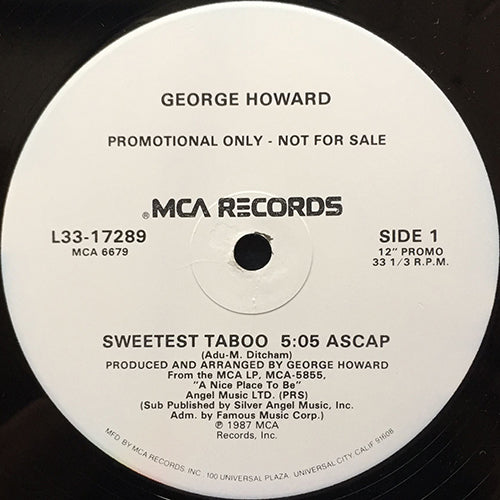 GEORGE HOWARD
PROMOTIONAL ONLY - NOT FOR SALE
®MCA RECORDS
L33-17289
MCA 6679
SIDE 1
12" PROMO
33 1/3 R.P.M.
SWEETEST TABOO 5:05 ASCAP
(Adu-M. Ditcham)
PRODUCED AND ARRANGED BY GEORGE HOWARD
From the MCA LP, MCA-5855,
"A Nice Place To Be"
Angel Music LTD. (PRS)
(Sub Published by Silver Angel Music, Inc.
Adm. by Famous Music Corp.)
℗ 1987 MCA
Records, Inc.
MFD BY MCA RECORDS, INC. 100 UNIVERSAL PLAZA, UNIVERSAL CITY, CALIF 91608